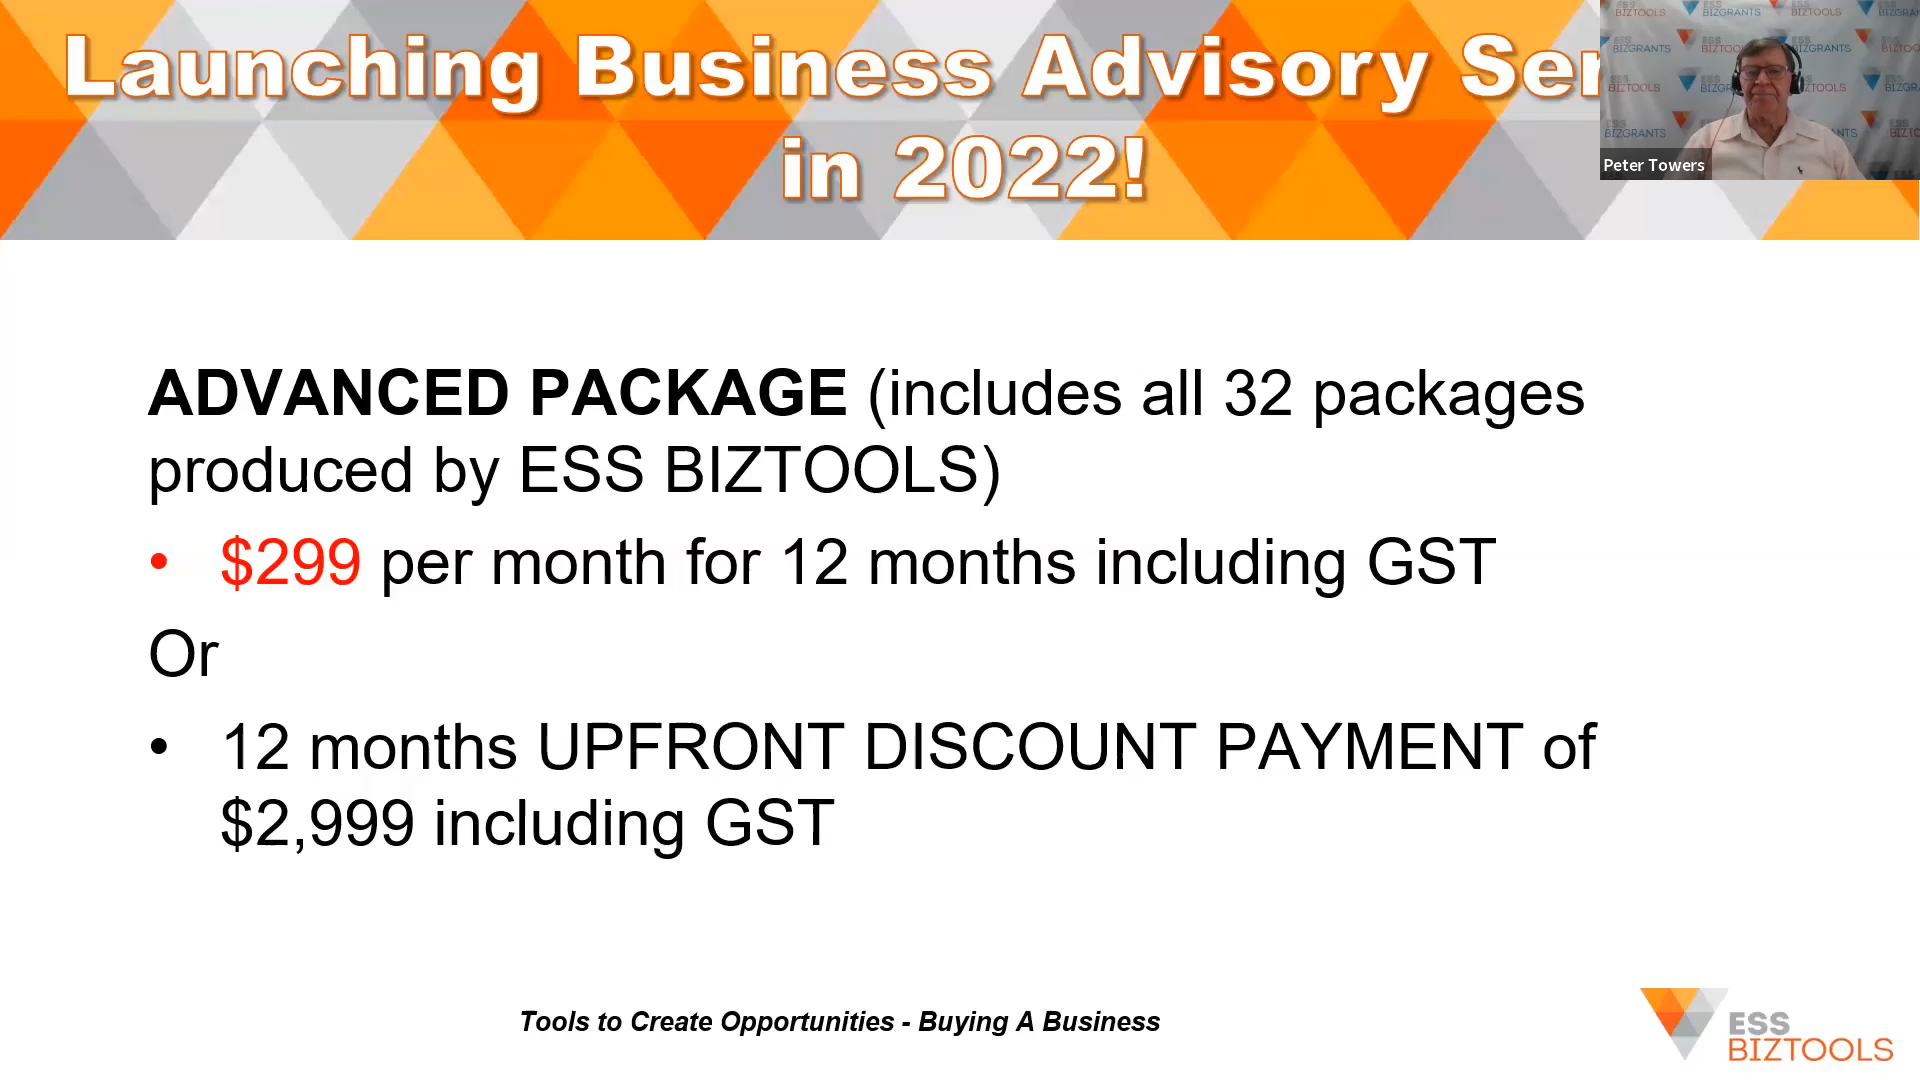 Launching Business Advisory Ser
in 2022!
Peter Towers
ADVANCED PACKAGE (includes all 32 packages
produced by ESS BIZTOOLS)
• $299 per month for 12 months including GST
Or
• 12 months UPFRONT DISCOUNT PAYMENT of
$2,999 including GST
Tools to Create Opportunities - Buying A Business
ESS
BIZTOOLS